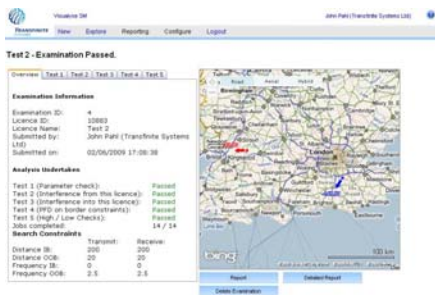 Visualise SM
John Pahl (Transfinite Systems Ltd)
TRANSFINITE
SYSTEMS
New Explore Reporting Configure Logout
Test 2 - Examination Passed.
Overview Test 1 Test 2 Test 3 Test 4 Test 5
Examination Information
Examination ID: 4
Licence ID: 10883
Licence Name: Test 2
Submitted by: John Pahl (Transfinite Systems
Ltd)
Submitted on: 02/06/2009 17:08:38
Analysis Undertaken
Test 1 (Parameter check): Passed
Test 2 (Interference from this licence): Passed
Test 3 (Interference into this licence): Passed
Test 4 (PFD on border constraints): Passed
Test 5 (High / Low Checks): Passed
Jobs completed: 14 / 14
Search Constraints
Transmit: Receive:
Distance IB: 200 200
Distance OOB: 20 20
Frequency IB: 0 0
Frequency OOB: 2.5 2.5
Road Aerial Hybrid
Birmingham
London
100 km
Report Detailed Report
Delete Examination